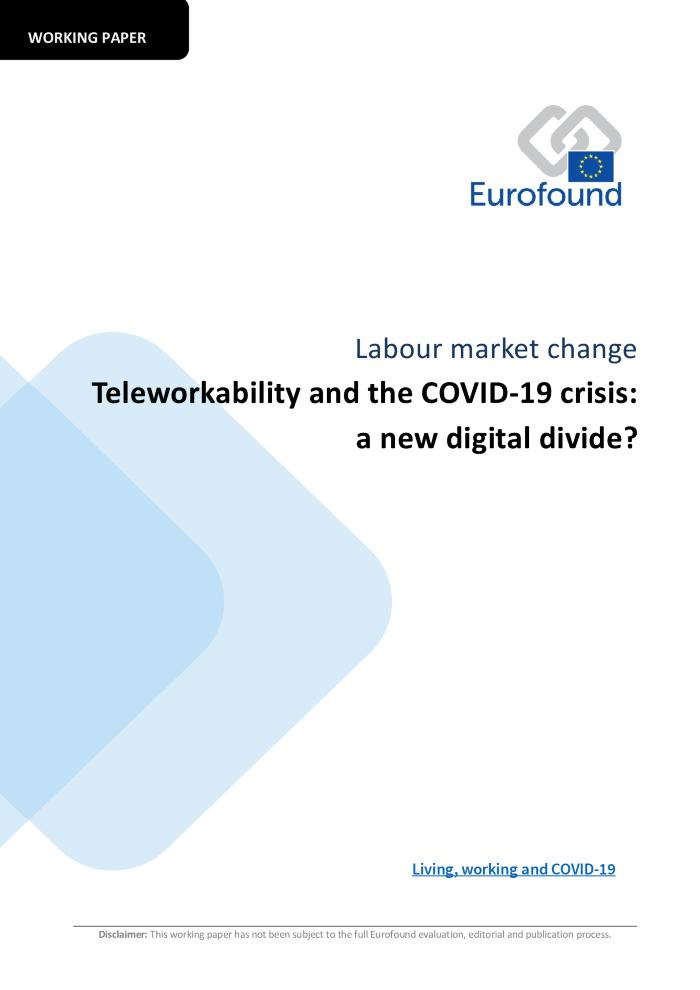 WORKING PAPER
Eurofound
Labour market change
Teleworkability and the COVID-19 crisis:
a new digital divide?
Living, working and COVID-19
Disclaimer: This working paper has not been subject to the full Eurofound evaluation, editorial and publication process.